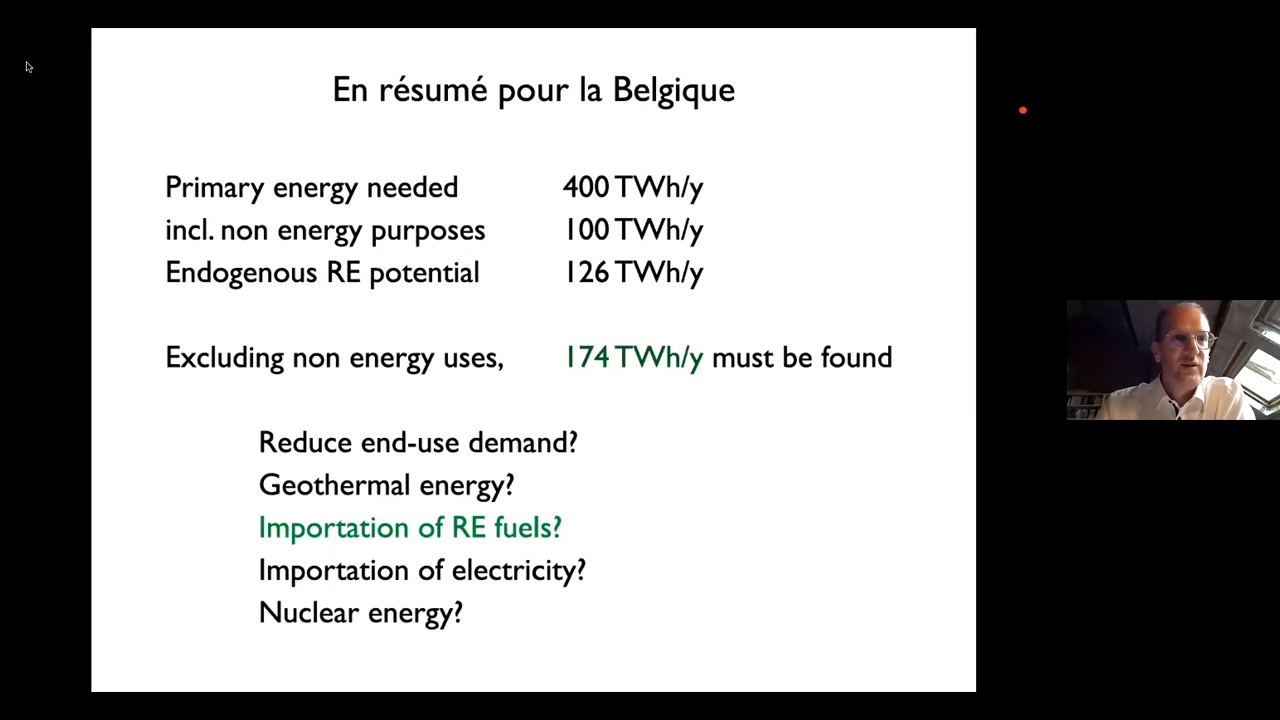 En résumé pour la Belgique
Primary energy needed 400 TWh/y
incl. non energy purposes 100 TWh/y
Endogenous RE potential 126 TWh/y
Excluding non energy uses, 174 TWh/y must be found
Reduce end-use demand?
Geothermal energy?
Importation of RE fuels?
Importation of electricity?
Nuclear energy?